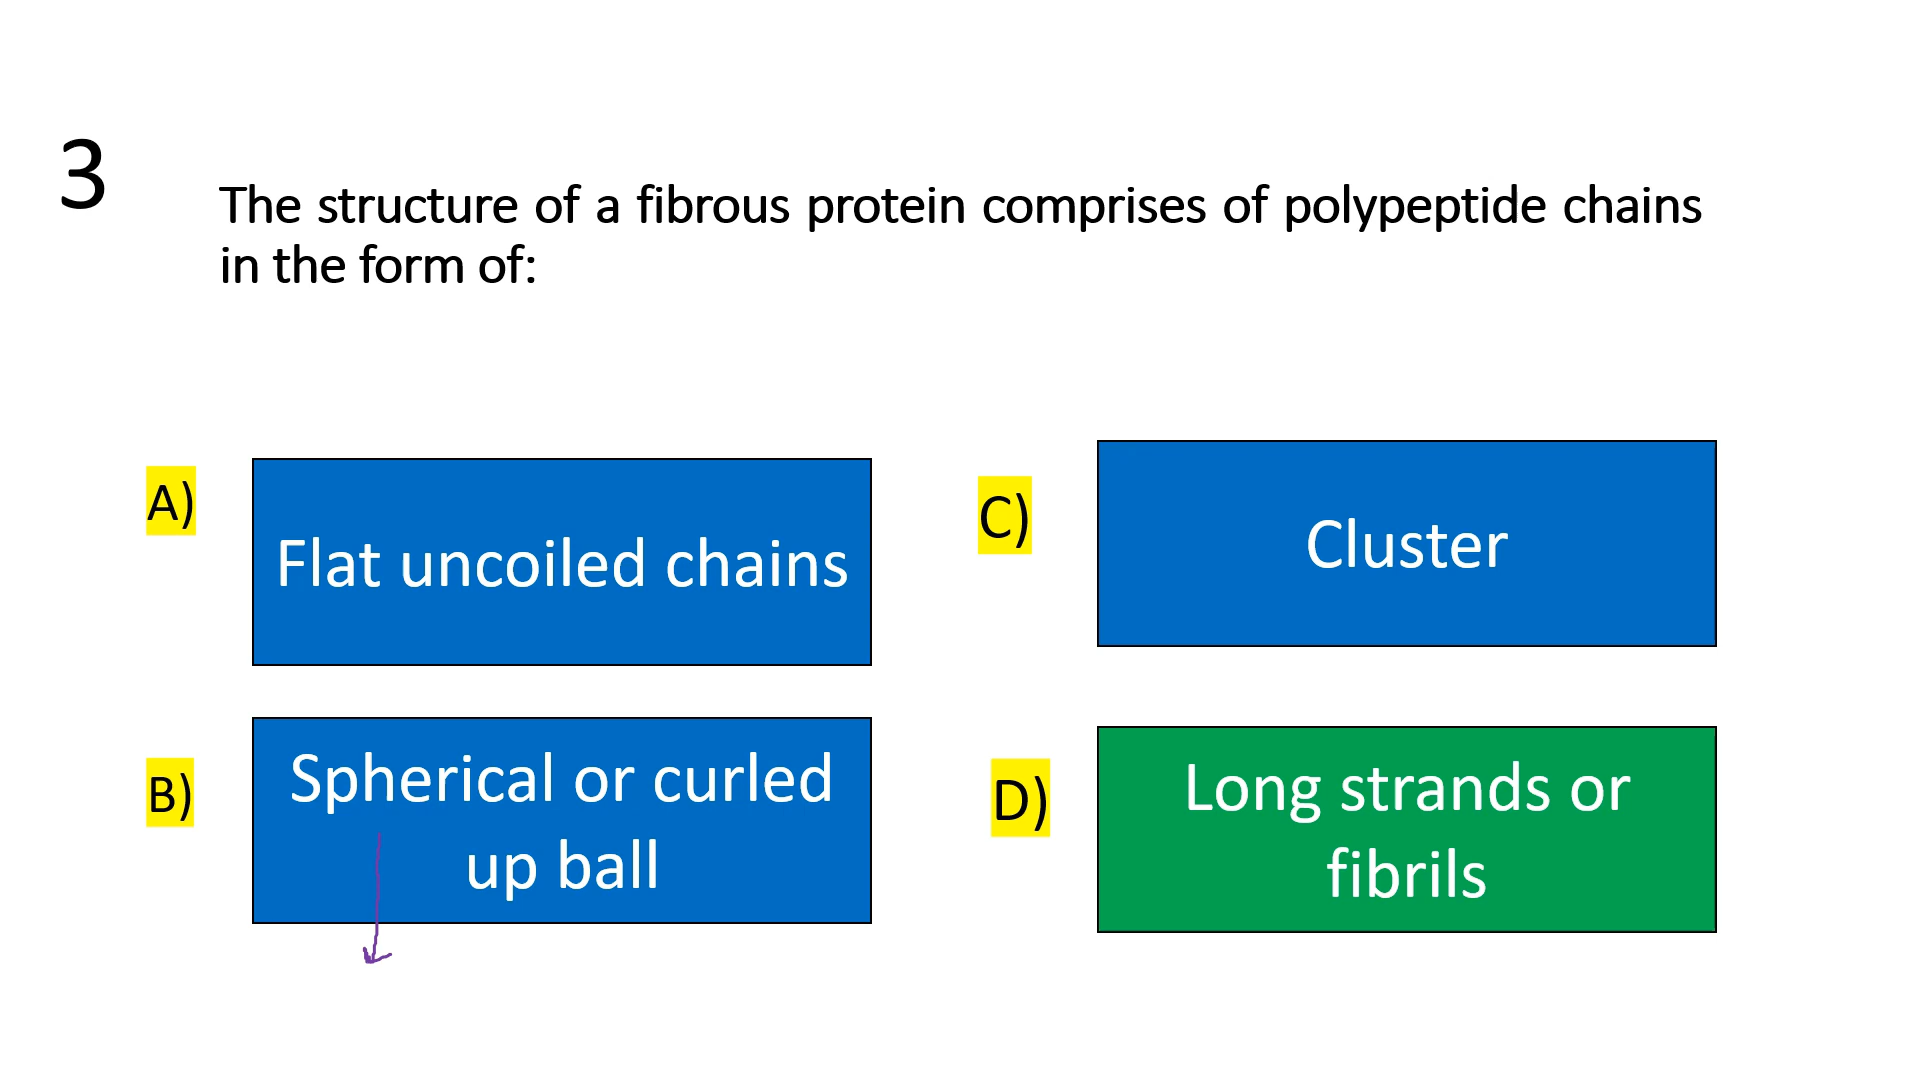 3
The structure of a fibrous protein comprises of polypeptide chains
in the form of:
A)
Flat uncoiled chains
B)
Spherical or curled
up ball
C)
Cluster
D)
Long strands or
fibrils